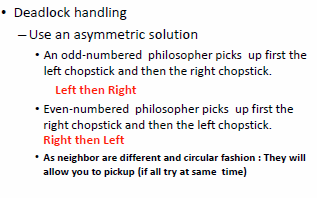 • Deadlock handling
– Use an asymmetric solution
• An odd-numbered philosopher picks up first the
left chopstick and then the right chopstick.
Left then Right
• Even-numbered philosopher picks up first the
right chopstick and then the left chopstick.
Right then Left
• As neighbor are different and circular fashion : They will
allow you to pickup (if all try at same time)